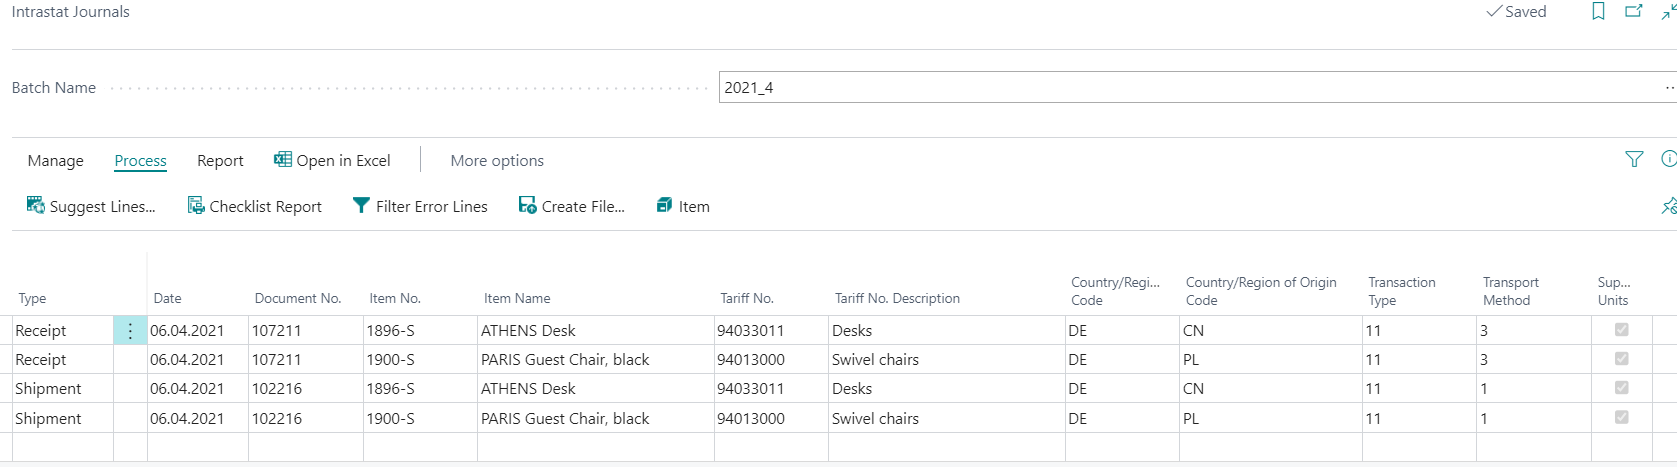 Intrastat Journals
Saved
Batch Name 2021_4
Manage Process Report Open in Excel More options
Suggest Lines... Checklist Report Filter Error Lines Create File... Item
Type Date Document No. Item No. Item Name Tariff No. Tariff No. Description Country/Regi... Code Country/Region of Origin Code Transaction Type Transport Method Sup... Units
Receipt 06.04.2021 107211 1896-S ATHENS Desk 94033011 Desks DE CN 11 3
Receipt 06.04.2021 107211 1900-S PARIS Guest Chair, black 94013000 Swivel chairs DE PL 11 3
Shipment 06.04.2021 102216 1896-S ATHENS Desk 94033011 Desks DE CN 11 1
Shipment 06.04.2021 102216 1900-S PARIS Guest Chair, black 94013000 Swivel chairs DE PL 11 1